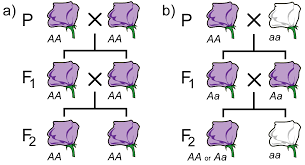 a) P AA × AA
F1 AA × AA
F2 AA AA
b) P AA × aa
F1 Aa × Aa
F2 AA or Aa aa